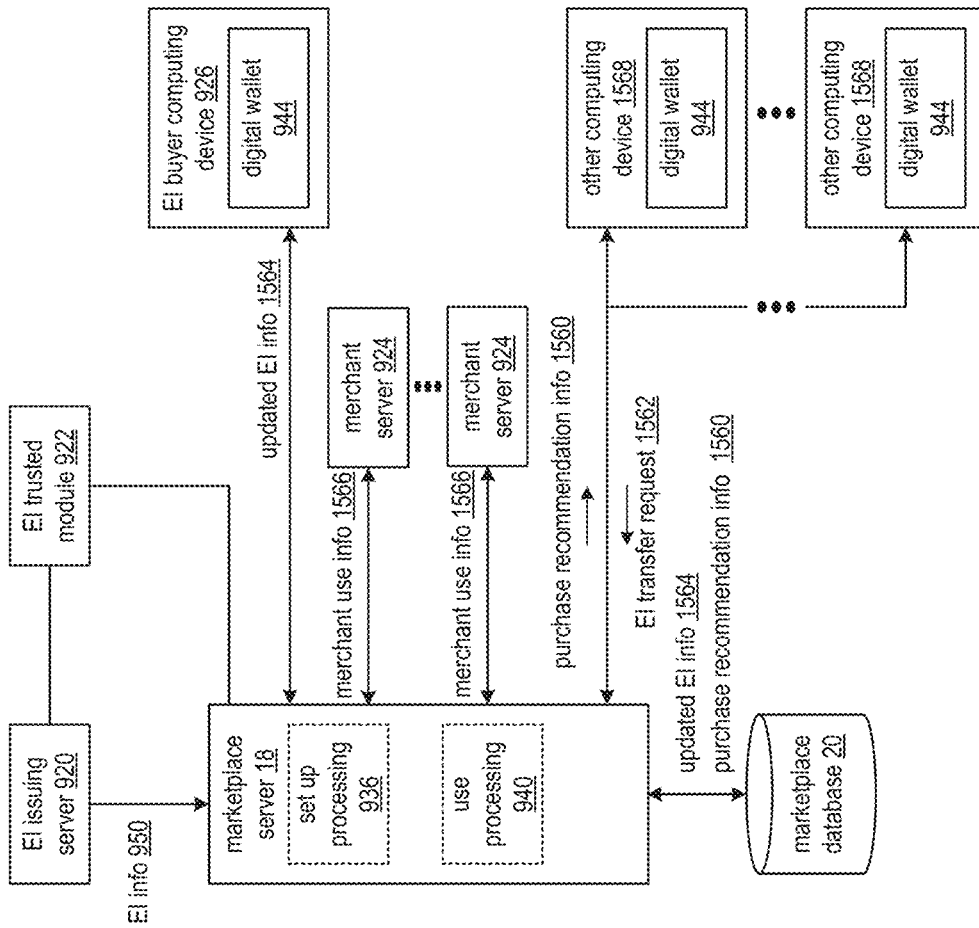 EI issuing
server 920
EI trusted
module 922
EI info 950
marketplace
server 18
set up
processing
936
use
processing
940
updated EI info 1564
EI buyer computing
device 926
digital wallet
944
merchant use info 1566
merchant
server 924
merchant use info 1566
merchant
server 924
purchase recommendation info 1560
EI transfer request 1562
other computing
device 1568
digital wallet
944
other computing
device 1568
digital wallet
944
updated EI info 1564
purchase recommendation info 1560
marketplace
database 20